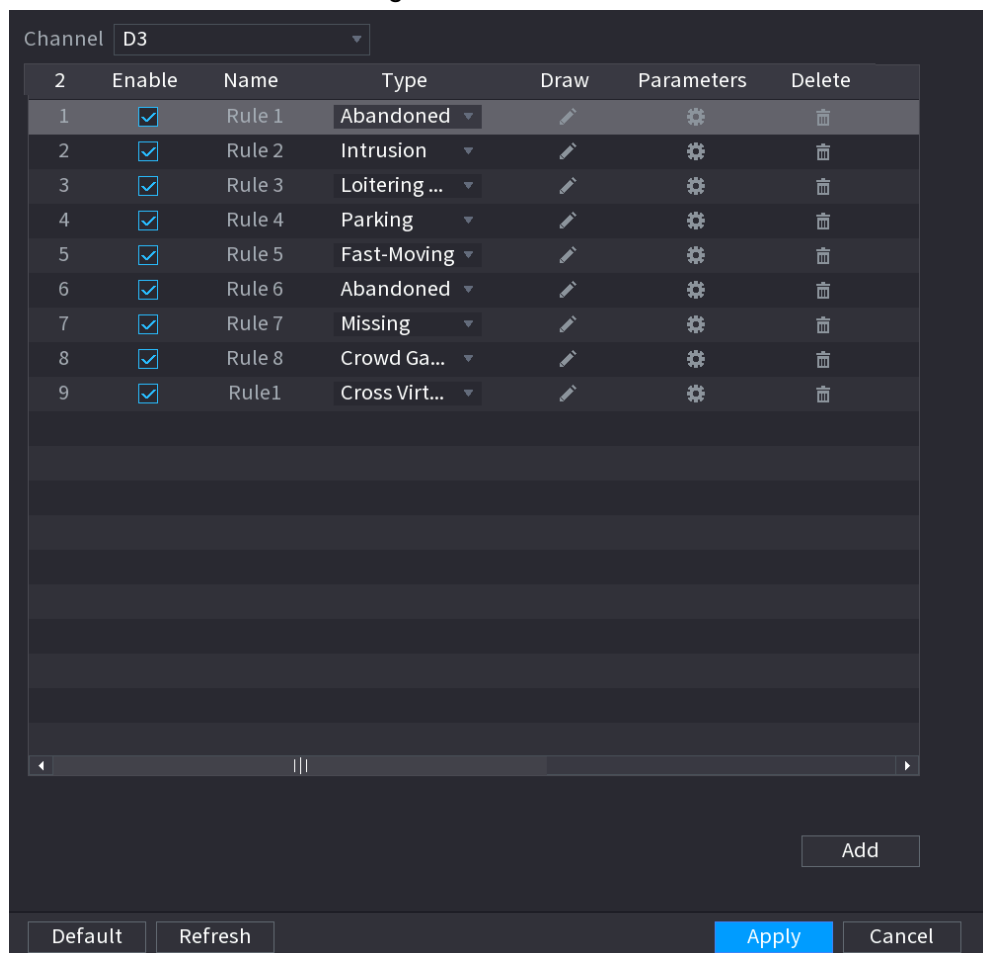 Channel D3
2 Enable Name Type Draw Parameters Delete
1 Rule 1 Abandoned
2 Rule 2 Intrusion
3 Rule 3 Loitering ...
4 Rule 4 Parking
5 Rule 5 Fast-Moving
6 Rule 6 Abandoned
7 Rule 7 Missing
8 Rule 8 Crowd Ga...
9 Rule1 Cross Virt...
Add
Default Refresh Apply Cancel